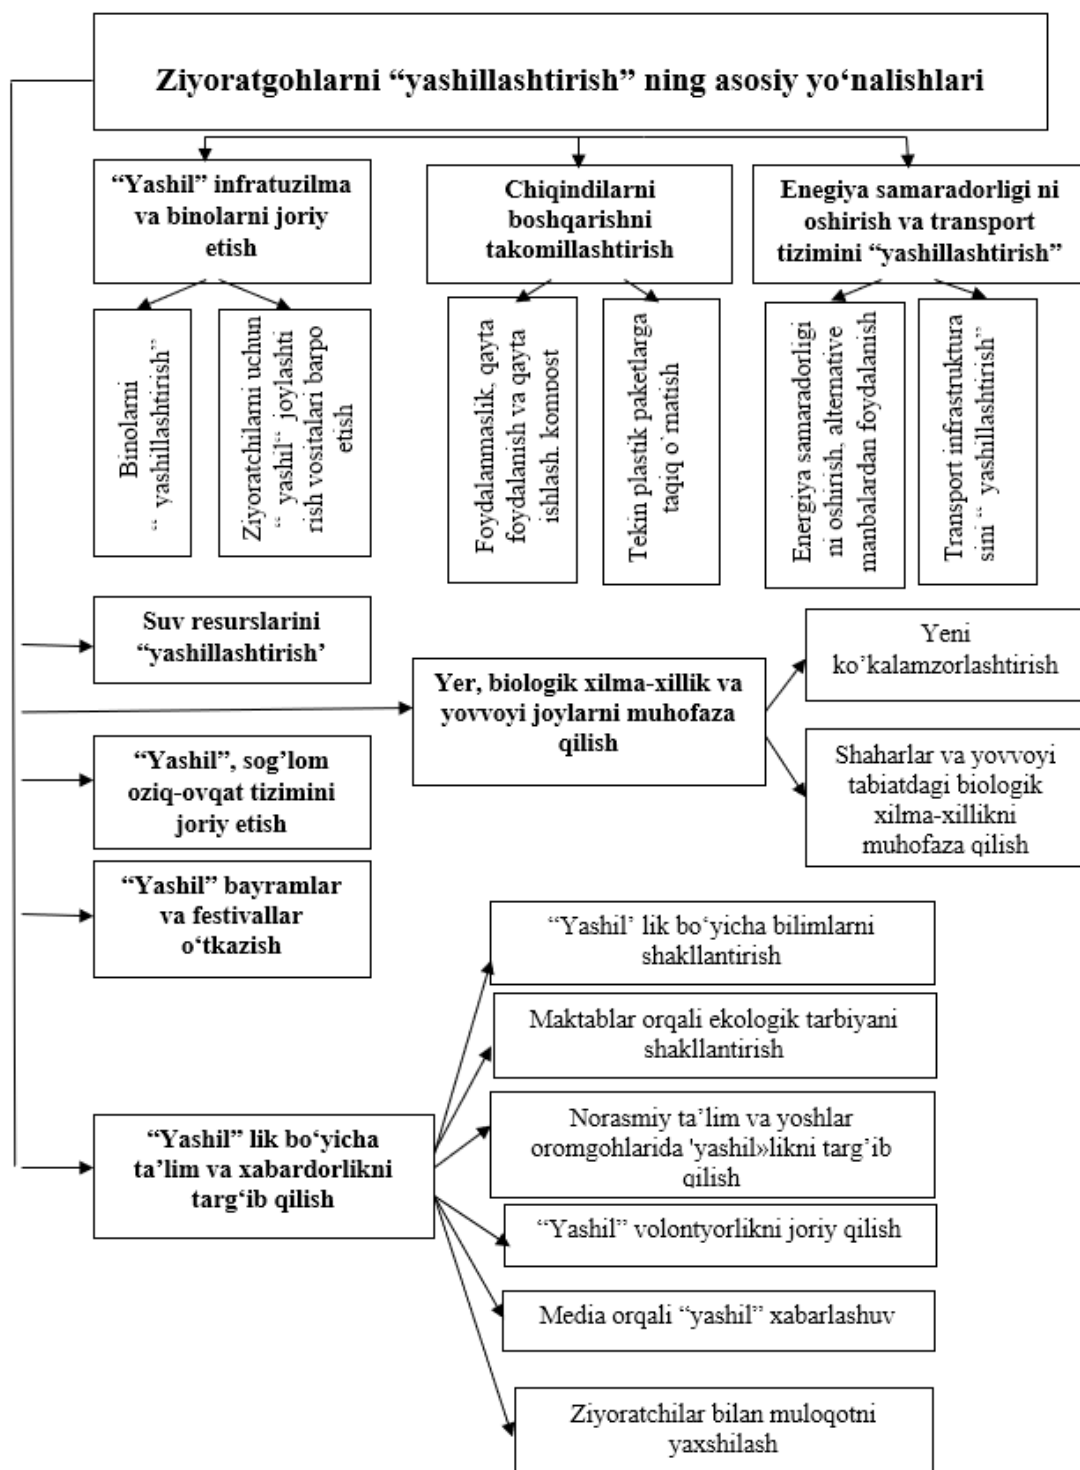 Ziyoratgohlarni “yashillashtirish” ning asosiy yo‘nalishlari
“Yashil” infratuzilma
va binolarni joriy
etish
Chiqindilarni
boshqarishni
takomillashtirish
Enegiya samaradorligi ni
oshirish va transport
tizimini “yashillashtirish”
Binolarni
“ yashillashtirish”
Ziyoratchilarni uchun
“ yashil“ joylashti
rish vositalari barpo
etish
Foydalanmaslik, qayta
foydalanish va qayta
ishlash. kompost
Tekin plastik paketlarga
taqiq o`rnatish
Energiya samaradorligi
ni oshirish, alternative
manbalardan foydalanish
Transport infrastruktura
sini “ yashillashtirish”
Suv resurslarini
“yashillashtirish’
Yer, biologik xilma-xillik va
yovvoyi joylarni muhofaza
qilish
Yeni
ko’kalamzorlashtirish
Shaharlar va yovvoyi
tabiatdagi biologik
xilma-xillikni
muhofaza qilish
“Yashil”, sog’lom
oziq-ovqat tizimini
joriy etish
“Yashil” bayramlar
va festivallar
o‘tkazish
“Yashil” lik bo‘yicha
ta’lim va xabardorlikni
targ‘ib qilish
“Yashil’ lik bo‘yicha bilimlarni
shakllantirish
Maktablar orqali ekologik tarbiyani
shakllantirish
Norasmiy ta’lim va yoshlar
oromgohlarida 'yashil»likni targ’ib
qilish
“Yashil” volontyorlikni joriy qilish
Media orqali “yashil” xabarlashuv
Ziyoratchilar bilan muloqotni
yaxshilash